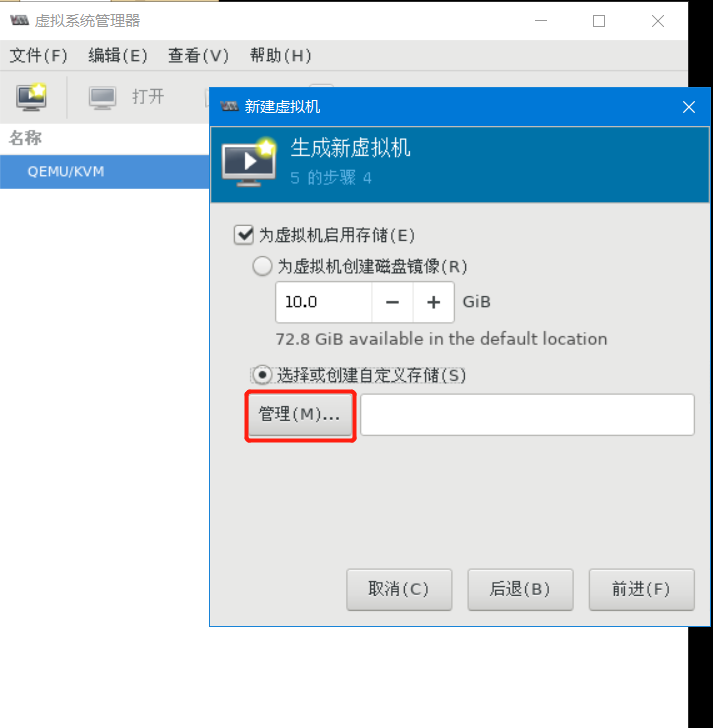 虚拟系统管理器
文件(F) 编辑(E) 查看(V) 帮助(H)
打开
名称
QEMU/KVM
新建虚拟机
生成新虚拟机
5 的步骤 4
为虚拟机启用存储(E)
为虚拟机创建磁盘镜像(R)
10.0 − + GiB
72.8 GiB available in the default location
选择或创建自定义存储(S)
管理(M)...
取消(C) 后退(B) 前进(F)